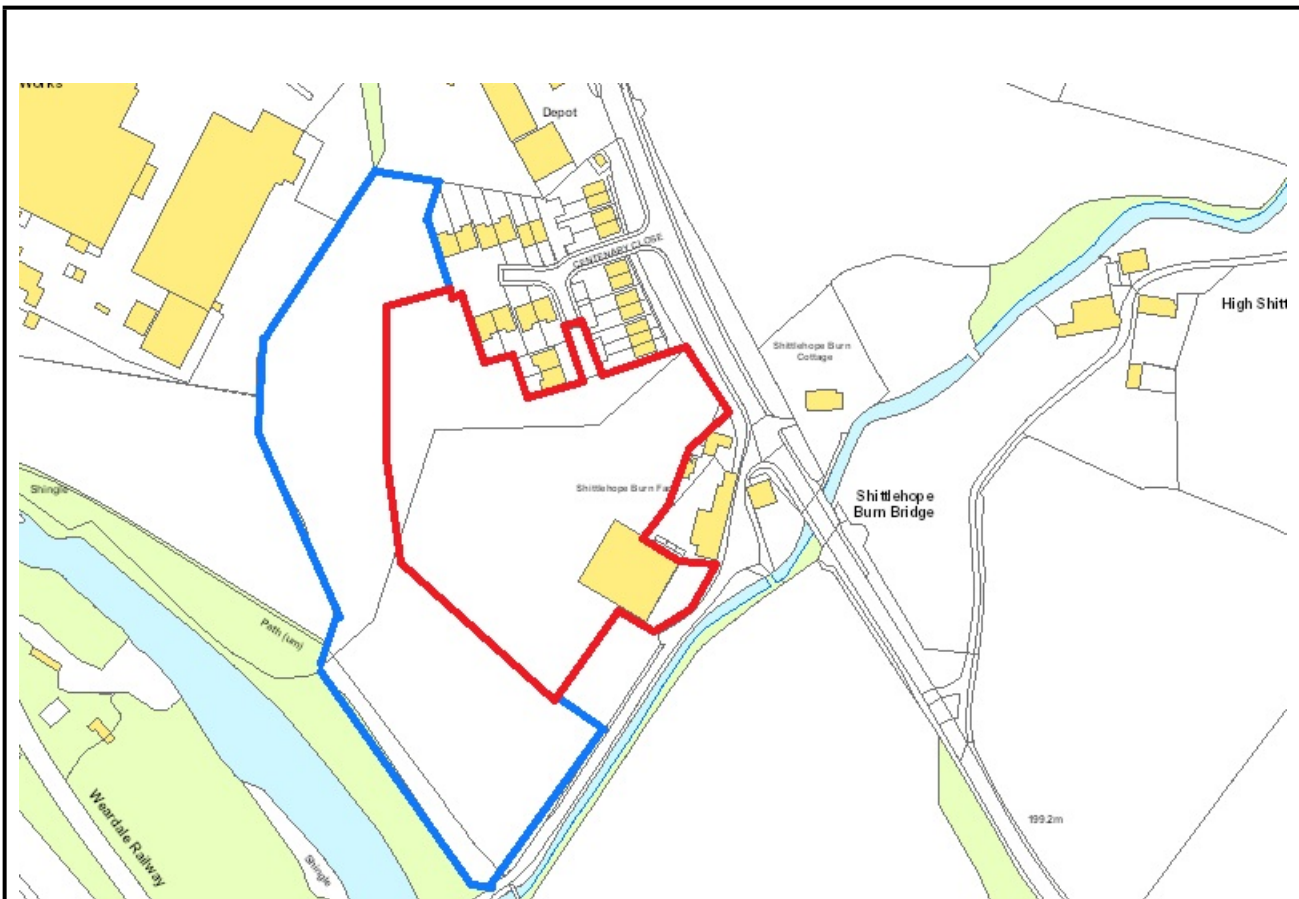 Works
Depot
CENTENARY CLOSE
High Shitt
Shittlehope Burn
Cottage
Shingle
Shittlehope Burn Far
Shittlehope
Burn Bridge
Path (um)
Weardale Railway
Shingle
199.2m